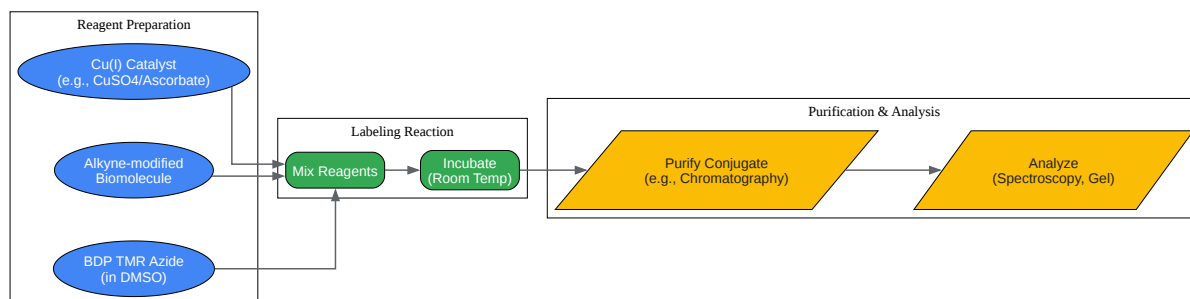 Reagent Preparation
Cu(I) Catalyst
(e.g., CuSO4/Ascorbate)
Alkyne-modified
Biomolecule
BDP TMR Azide
(in DMSO)
Labeling Reaction
Mix Reagents
Incubate
(Room Temp)
Purification & Analysis
Purify Conjugate
(e.g., Chromatography)
Analyze
(Spectroscopy, Gel)